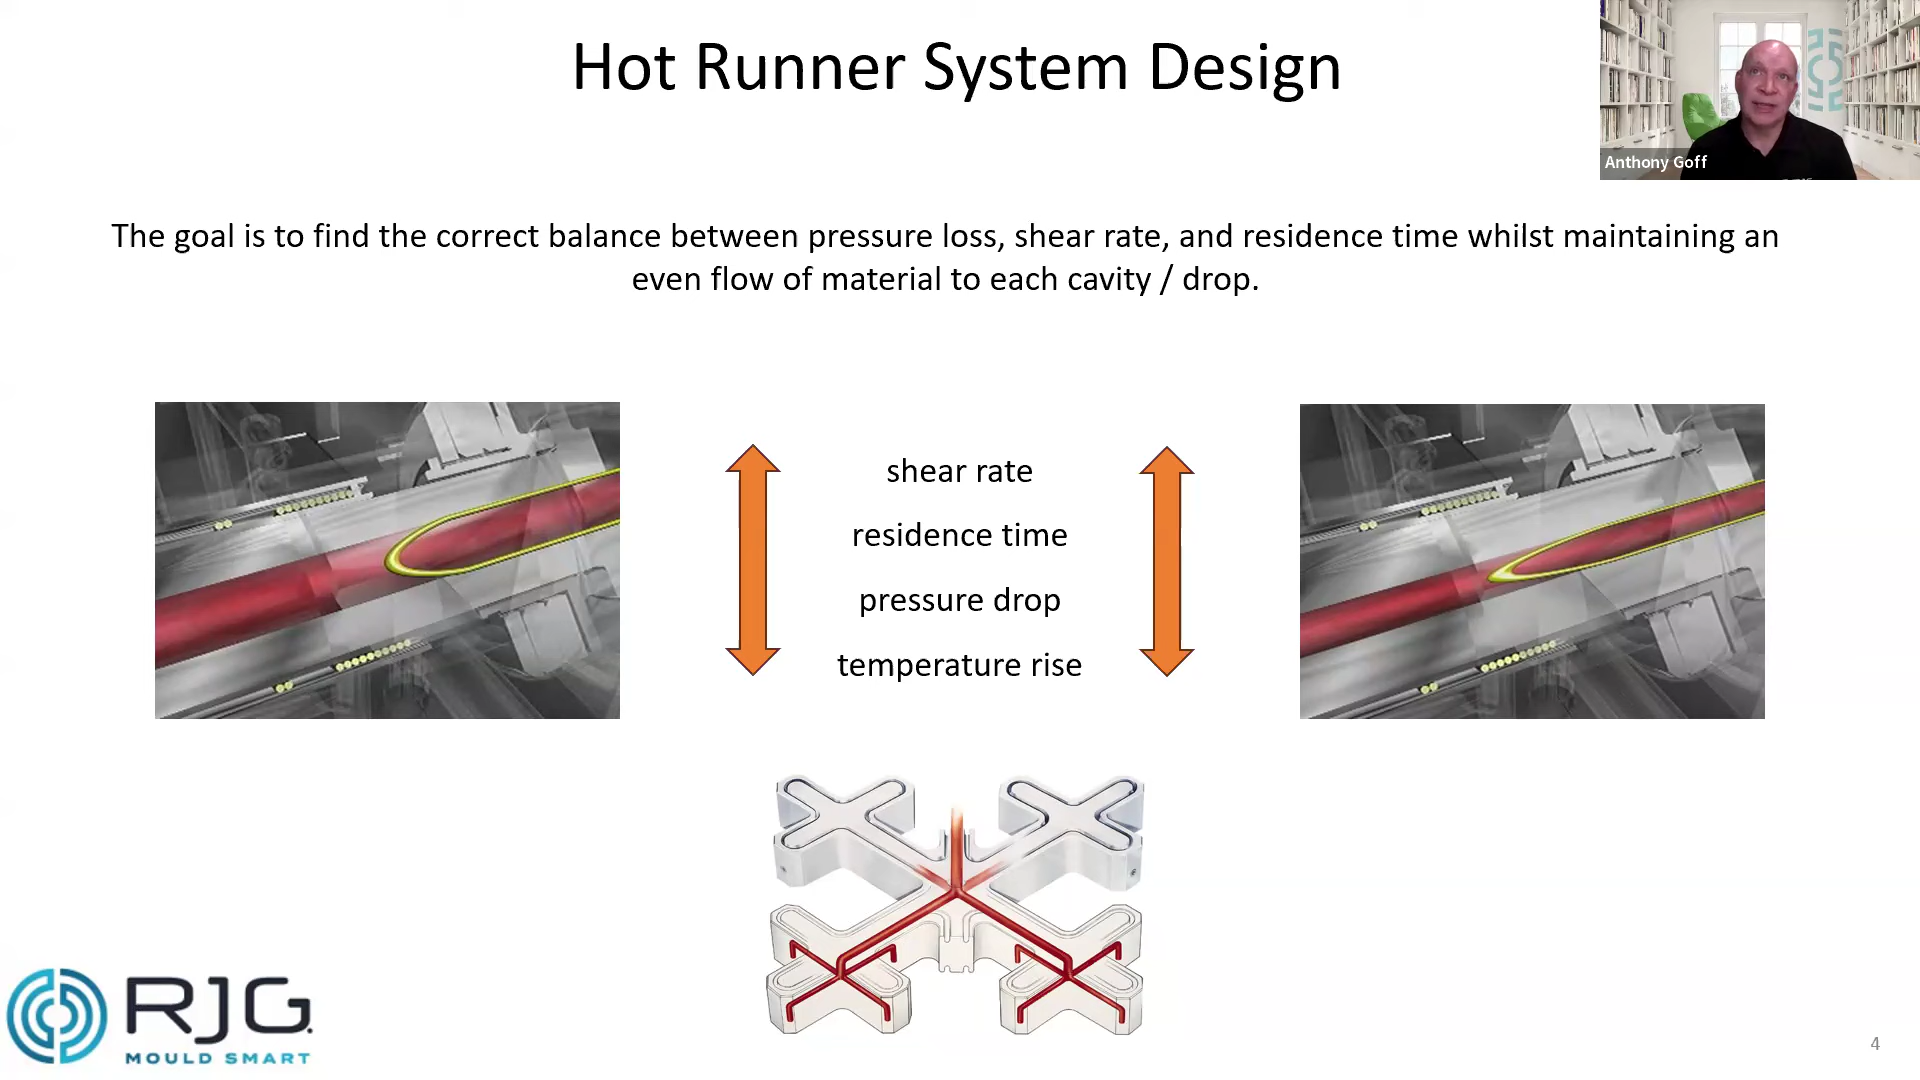 Hot Runner System Design
Anthony Goff
The goal is to find the correct balance between pressure loss, shear rate, and residence time whilst maintaining an
even flow of material to each cavity / drop.
shear rate
residence time
pressure drop
temperature rise
RJG.
MOULD SMART
4